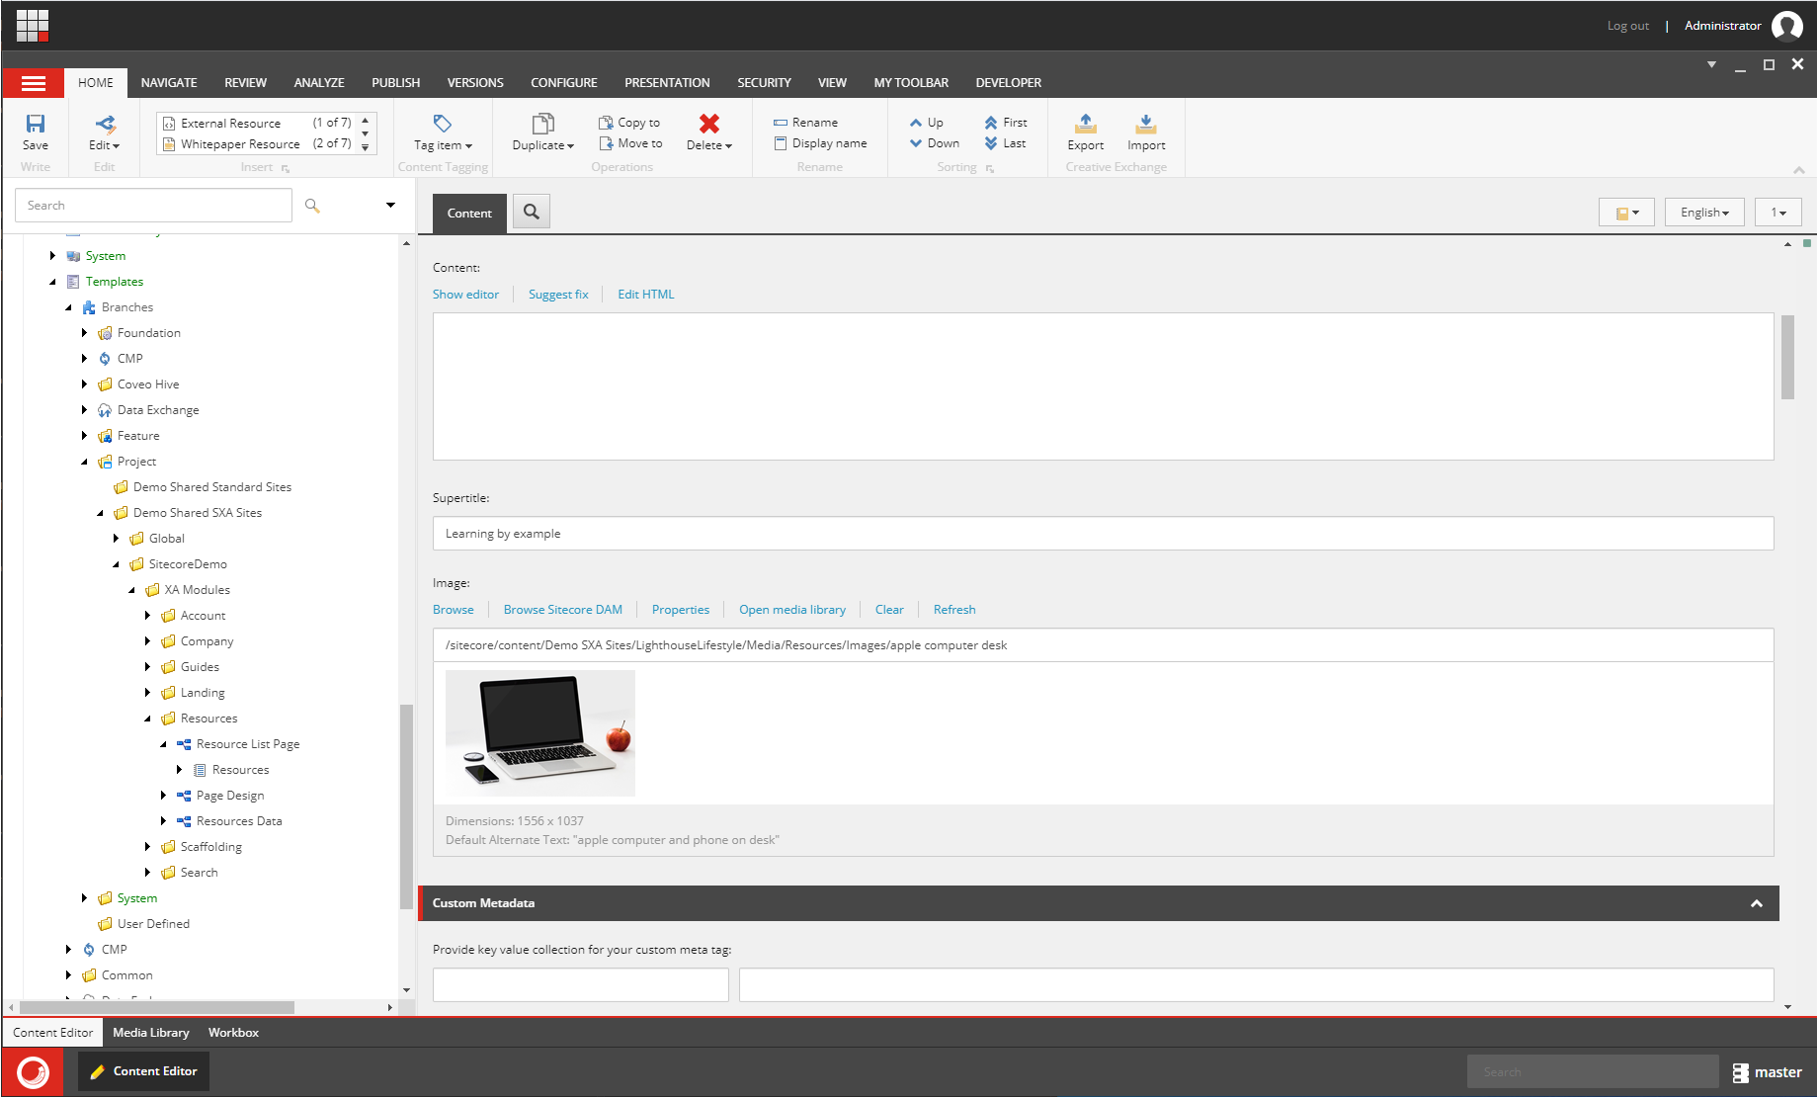 Log out | Administrator
HOME NAVIGATE REVIEW ANALYZE PUBLISH VERSIONS CONFIGURE PRESENTATION SECURITY VIEW MY TOOLBAR DEVELOPER
External Resource (1 of 7)
Whitepaper Resource (2 of 7)
Save
Edit
Tag item
Duplicate
Copy to
Move to
Delete
Rename
Display name
Up
Down
First
Last
Export
Import
Write
Edit
Insert
Content Tagging
Operations
Rename
Sorting
Creative Exchange
Search
System
Templates
Branches
Foundation
CMP
Coveo Hive
Data Exchange
Feature
Project
Demo Shared Standard Sites
Demo Shared SXA Sites
Global
SitecoreDemo
XA Modules
Account
Company
Guides
Landing
Resources
Resource List Page
Resources
Page Design
Resources Data
Scaffolding
Search
System
User Defined
CMP
Common
Content
English
1
Content:
Show editor
Suggest fix
Edit HTML
Supertitle:
Learning by example
Image:
Browse
Browse Sitecore DAM
Properties
Open media library
Clear
Refresh
/sitecore/content/Demo SXA Sites/LighthouseLifestyle/Media/Resources/Images/apple computer desk
Dimensions: 1556 x 1037
Default Alternate Text: "apple computer and phone on desk"
Custom Metadata
Provide key value collection for your custom meta tag:
Content Editor
Media Library
Workbox
Content Editor
Search
master